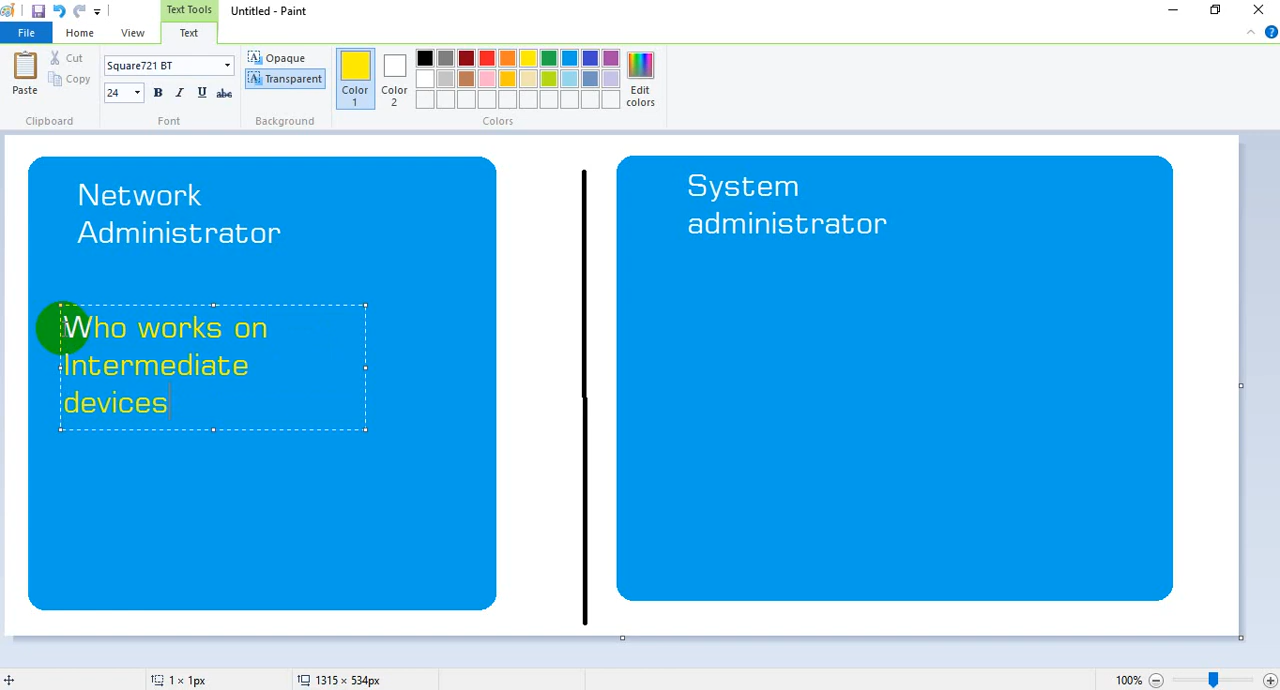 Text Tools
Untitled - Paint
File
Home
View
Text
Paste
Cut
Copy
Clipboard
Square721 BT
24
B I U abc
Font
Opaque
Transparent
Background
Color 1
Color 2
Edit colors
Colors
Network
Administrator
Who works on
Intermediate
devices
System
administrator
1 × 1px
1315 × 534px
100%